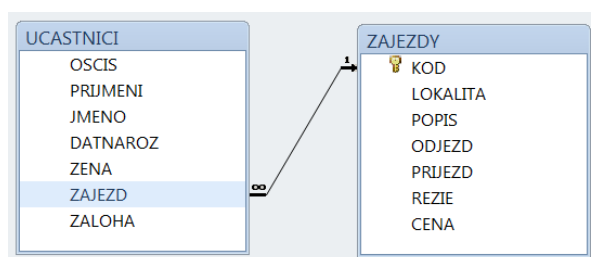 UCASTNICI
OSCIS
PRIJMENI
JMENO
DATNAROZ
ZENA
ZAJEZD
ZALOHA
∞
1
ZAJEZDY
KOD
LOKALITA
POPIS
ODJEZD
PRIJEZD
REZIE
CENA